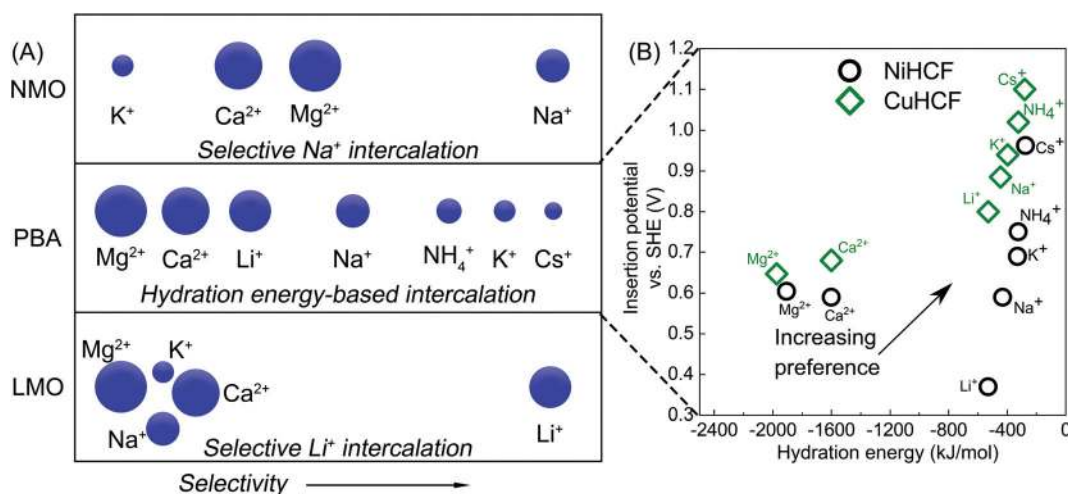 (A)
NMO
K⁺
Ca²⁺
Mg²⁺
Na⁺
Selective Na⁺ intercalation
PBA
Mg²⁺
Ca²⁺
Li⁺
Na⁺
NH₄⁺
K⁺
Cs⁺
Hydration energy-based intercalation
LMO
Mg²⁺
K⁺
Ca²⁺
Na⁺
Li⁺
Selective Li⁺ intercalation
Selectivity
(B)
Insertion potential
vs. SHE (V)
1.2
1.1
1.0
0.9
0.8
0.7
0.6
0.5
0.4
0.3
NiHCF
CuHCF
Cs⁺
NH₄⁺
K⁺
Na⁺
Li⁺
Mg²⁺
Ca²⁺
Cs⁺
NH₄⁺
K⁺
Na⁺
Mg²⁺
Ca²⁺
Li⁺
Increasing
preference
-2400 -2000 -1600 -1200 -800 -400 0
Hydration energy (kJ/mol)